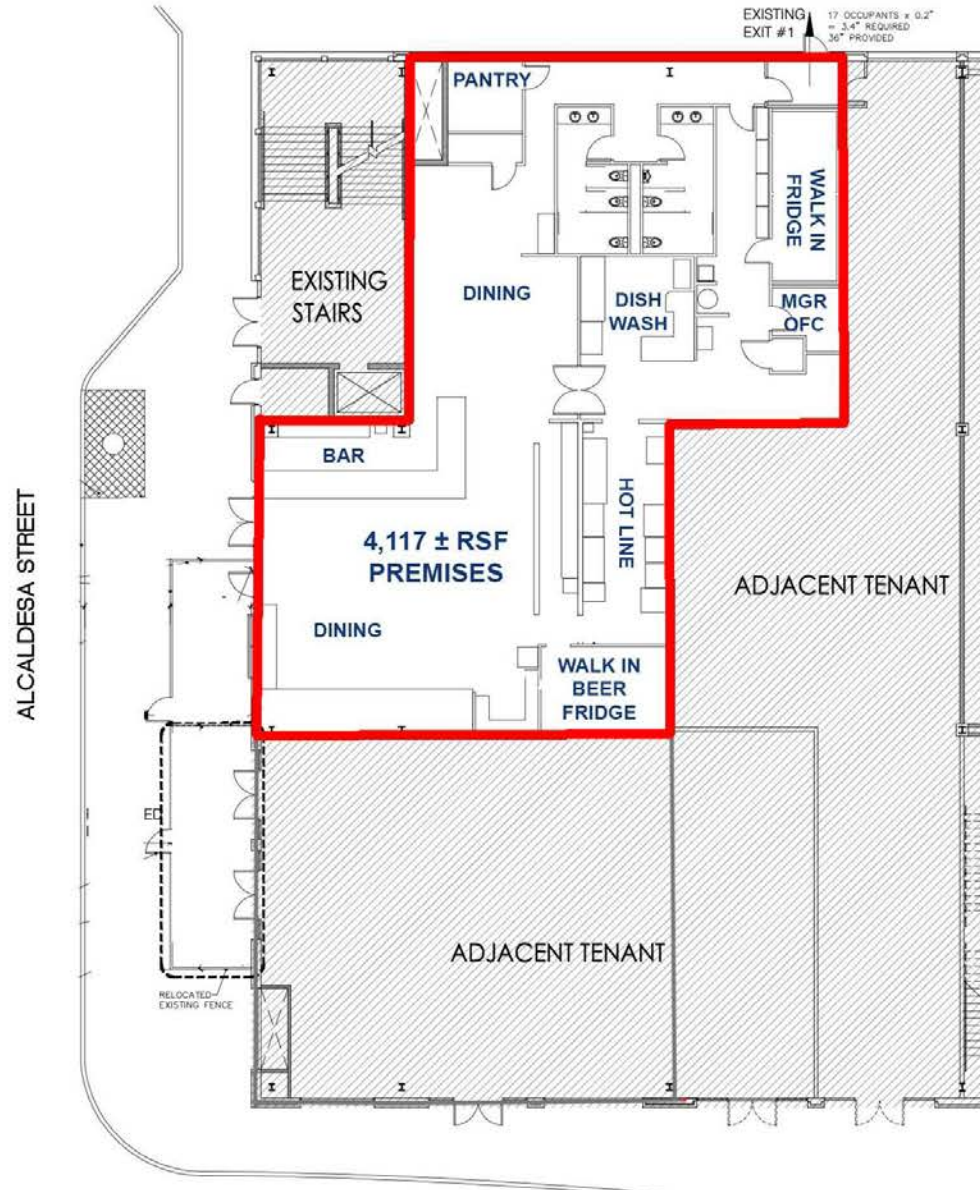 EXISTING
EXIT #1
17 OCCUPANTS x 0.2"
= 3.4" REQUIRED
36" PROVIDED
PANTRY
WALK IN
FRIDGE
EXISTING
STAIRS
DINING
DISH
WASH
MGR
OFC
BAR
HOT LINE
4,117 ± RSF
PREMISES
ALCALDESA STREET
ADJACENT TENANT
DINING
WALK IN
BEER
FRIDGE
ED
ADJACENT TENANT
RELOCATED
EXISTING FENCE